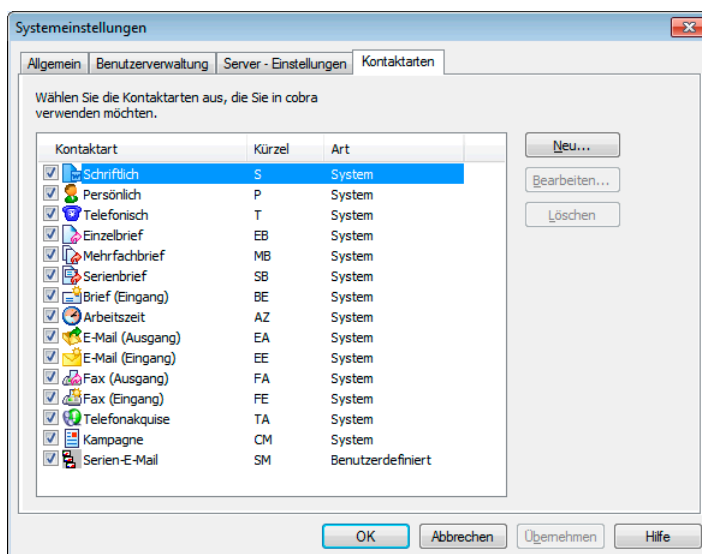 Systemeinstellungen
Allgemein Benutzerverwaltung Server - Einstellungen Kontaktarten
Wählen Sie die Kontaktarten aus, die Sie in cobra
verwenden möchten.
Kontaktart Kürzel Art
Schriftlich S System
Persönlich P System
Telefonisch T System
Einzelbrief EB System
Mehrfachbrief MB System
Serienbrief SB System
Brief (Eingang) BE System
Arbeitszeit AZ System
E-Mail (Ausgang) EA System
E-Mail (Eingang) EE System
Fax (Ausgang) FA System
Fax (Eingang) FE System
Telefonakquise TA System
Kampagne CM System
Serien-E-Mail SM Benutzerdefiniert
Neu...
Bearbeiten...
Löschen
OK Abbrechen Übernehmen Hilfe